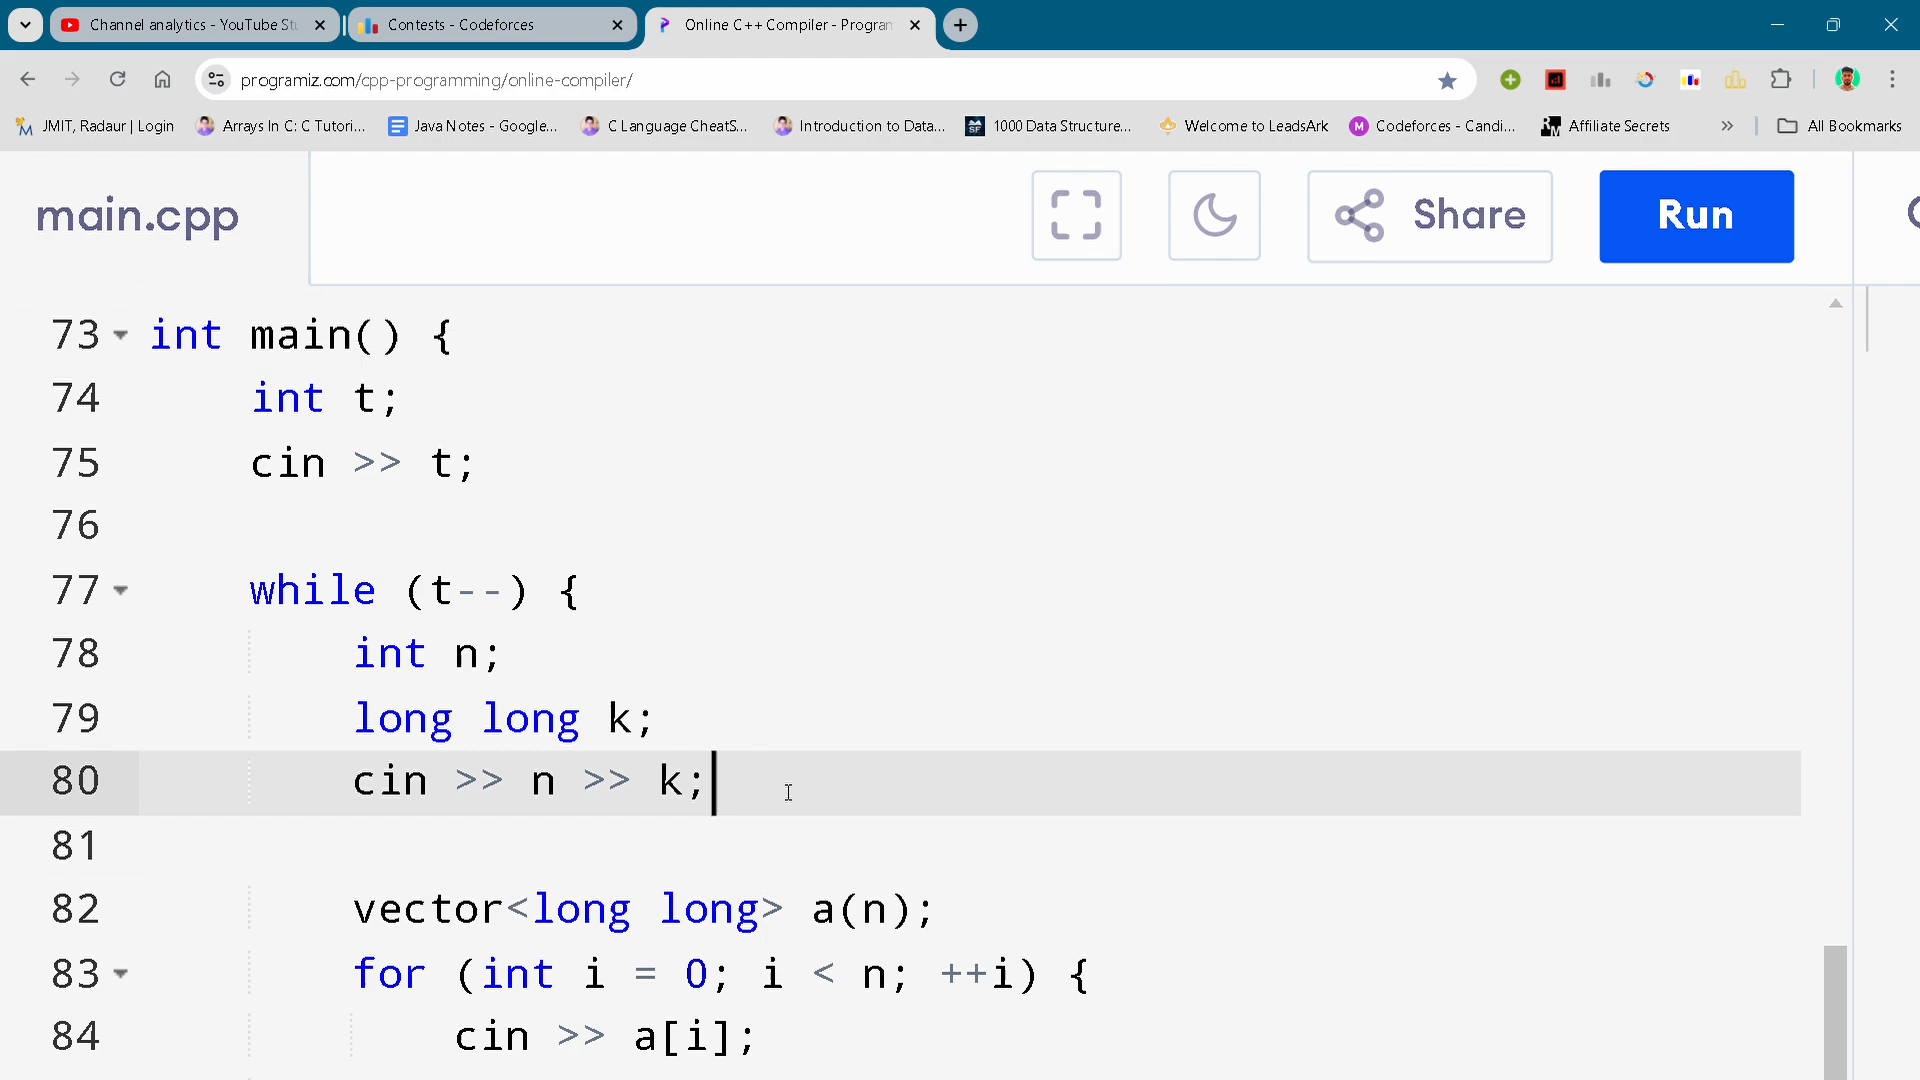 Channel analytics - YouTube St
Contests - Codeforces
Online C++ Compiler - Progran
programiz.com/cpp-programming/online-compiler/
JMIT, Radaur | Login
Arrays In C: C Tutori...
Java Notes - Google...
C Language CheatS...
Introduction to Data...
1000 Data Structure...
Welcome to LeadsArk
Codeforces - Candi...
Affiliate Secrets
All Bookmarks
main.cpp
Share
Run
73 int main() {
74 int t;
75 cin >> t;
76
77 while (t--) {
78 int n;
79 long long k;
80 cin >> n >> k;
81
82 vector<long long> a(n);
83 for (int i = 0; i < n; ++i) {
84 cin >> a[i];